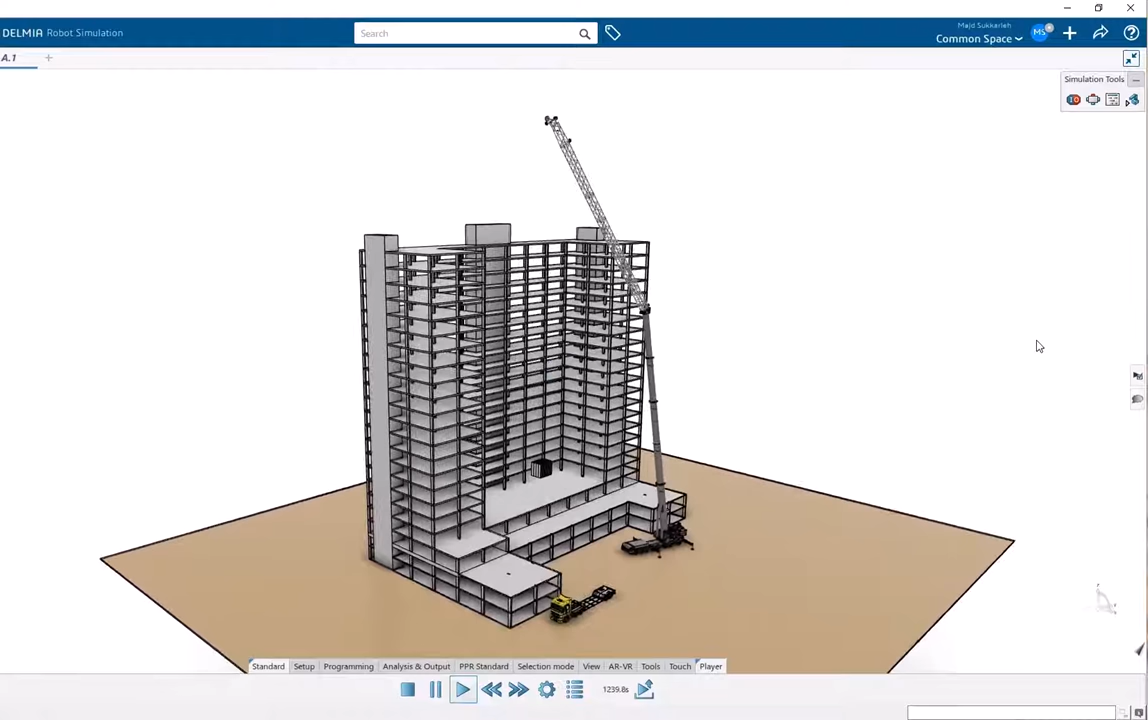 DELMIA Robot Simulation
Search
Majd Sukkarieh
Common Space
MS
A.1
Simulation Tools
Standard Setup Programming Analysis & Output PPR Standard Selection mode View AR-VR Tools Touch Player
1239.8s